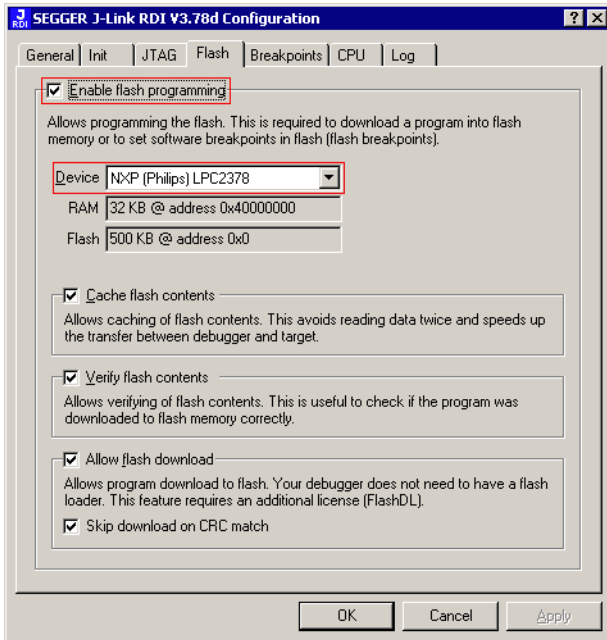 SEGGER J-Link RDI V3.78d Configuration
General Init JTAG Flash Breakpoints CPU Log
Enable flash programming
Allows programming the flash. This is required to download a program into flash
memory or to set software breakpoints in flash (flash breakpoints).
Device NXP (Philips) LPC2378
RAM 32 KB @ address 0x40000000
Flash 500 KB @ address 0x0
Cache flash contents
Allows caching of flash contents. This avoids reading data twice and speeds up
the transfer between debugger and target.
Verify flash contents
Allows verifying of flash contents. This is useful to check if the program was
downloaded to flash memory correctly.
Allow flash download
Allows program download to flash. Your debugger does not need to have a flash
loader. This feature requires an additional license (FlashDL).
Skip download on CRC match
OK Cancel Apply